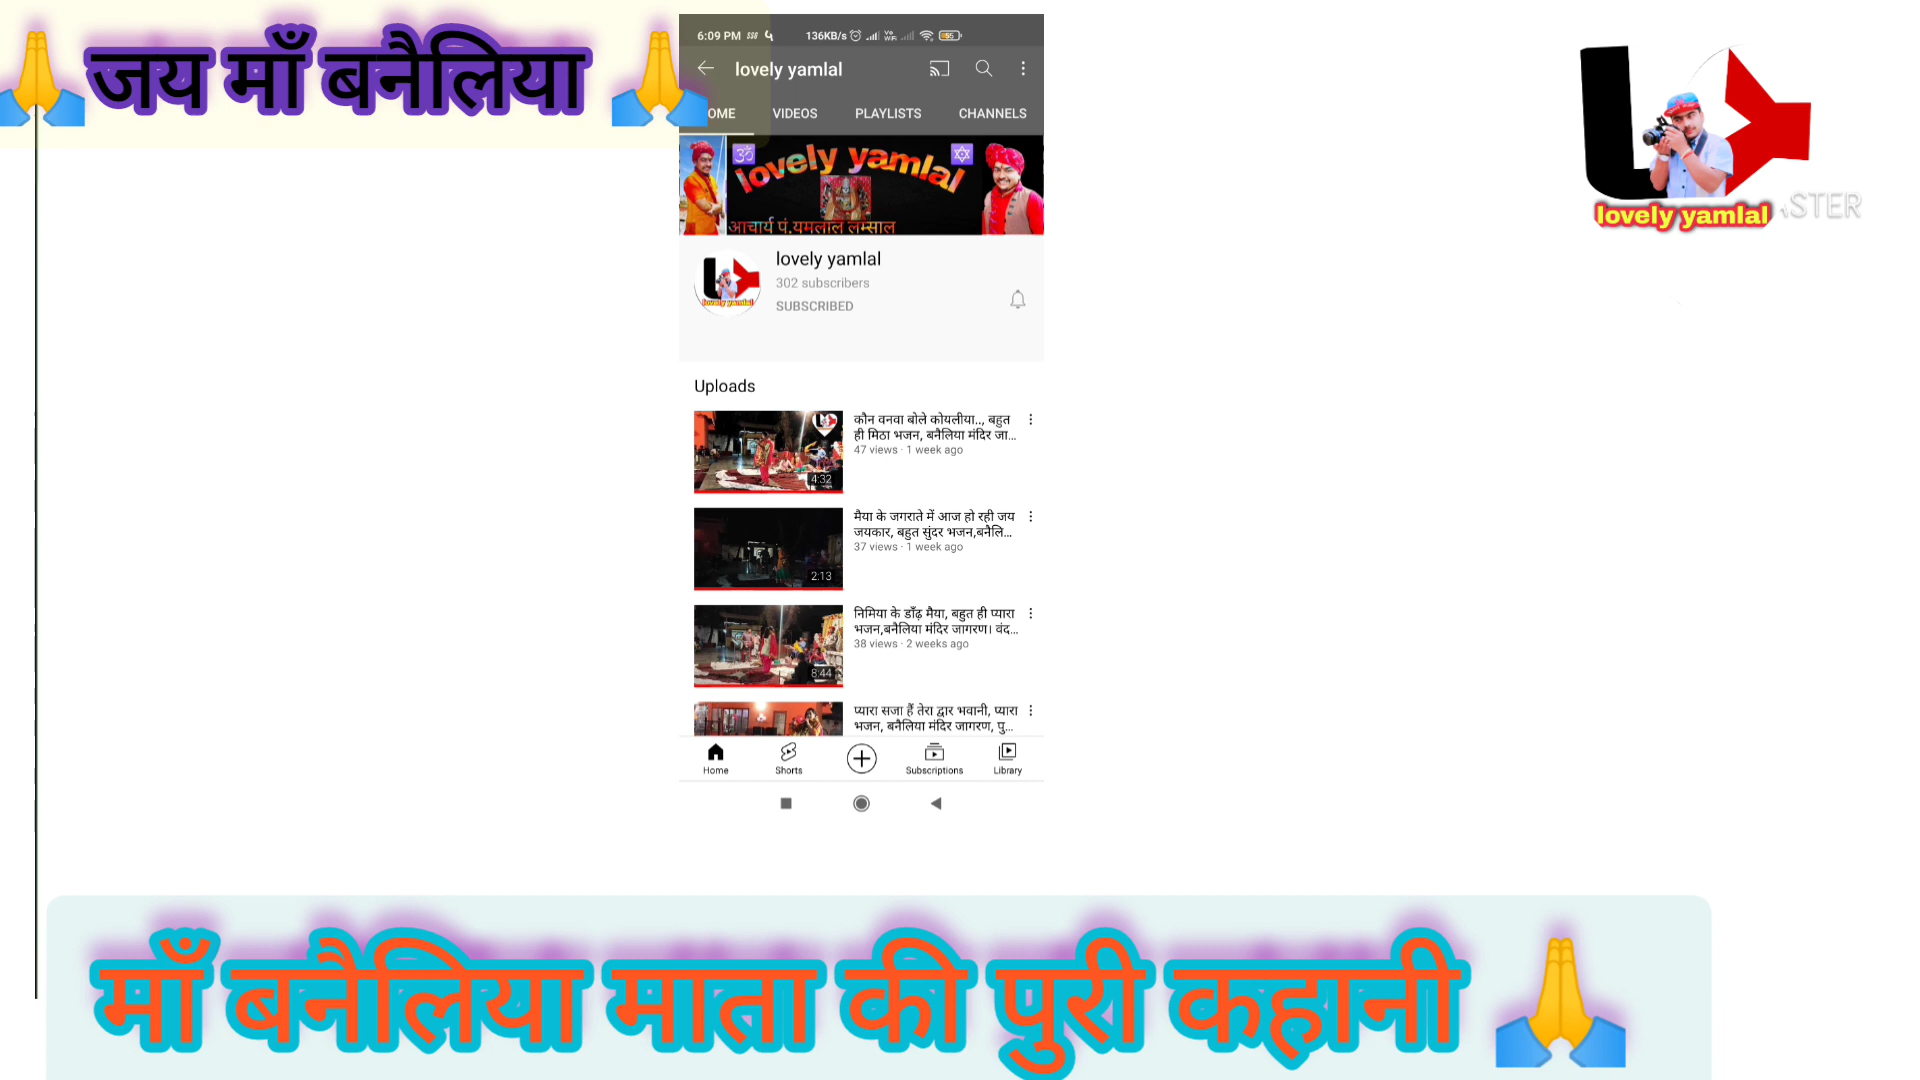 🙏जय माँ बनैलिया 🙏
6:09 PM
136KB/s
lovely yamlal
OME VIDEOS PLAYLISTS CHANNELS
🕉 lovely yamlal 🔯
आचार्य पं.यमलाल लम्साल
lovely yamlal
lovely yamlal
302 subscribers
SUBSCRIBED
Uploads
कौन वनवा बोले कोयलीया.., बहुत
ही मिठा भजन, बनैलिया मंदिर जा...
47 views · 1 week ago
4:32
मैया के जगराते में आज हो रही जय
जयकार, बहुत सुंदर भजन,बनैलि...
37 views · 1 week ago
2:13
निमिया के डाँढ़ मैया, बहुत ही प्यारा
भजन,बनैलिया मंदिर जागरण। वंद...
38 views · 2 weeks ago
8:44
प्यारा सजा हैं तेरा द्वार भवानी, प्यारा
भजन, बनैलिया मंदिर जागरण, पु...
Home Shorts Subscriptions Library
lovely yamlal
STER
माँ बनैलिया माता की पुरी कहानी 🙏